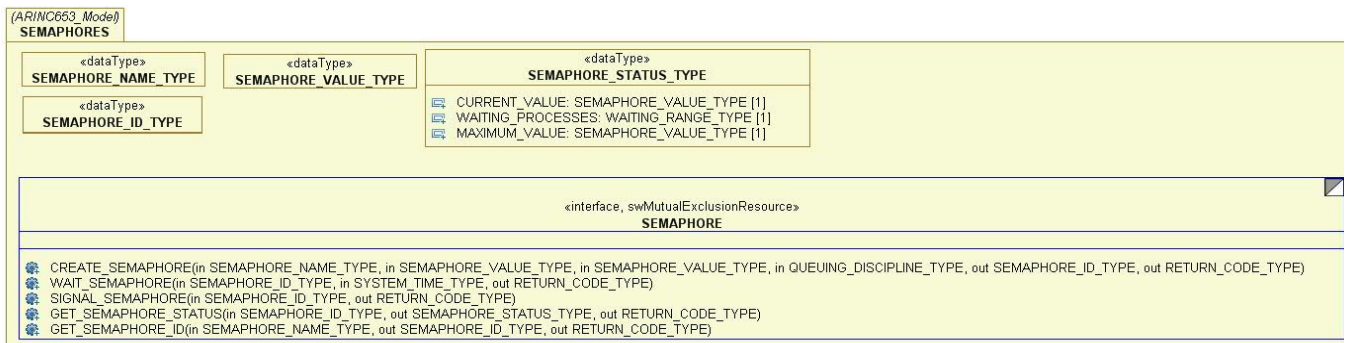 (ARINC653_Model)
SEMAPHORES
«dataType»
SEMAPHORE_NAME_TYPE
«dataType»
SEMAPHORE_VALUE_TYPE
«dataType»
SEMAPHORE_STATUS_TYPE
CURRENT_VALUE: SEMAPHORE_VALUE_TYPE [1]
WAITING_PROCESSES: WAITING_RANGE_TYPE [1]
MAXIMUM_VALUE: SEMAPHORE_VALUE_TYPE [1]
«dataType»
SEMAPHORE_ID_TYPE
«interface, swMutualExclusionResource»
SEMAPHORE
CREATE_SEMAPHORE(in SEMAPHORE_NAME_TYPE, in SEMAPHORE_VALUE_TYPE, in SEMAPHORE_VALUE_TYPE, in QUEUING_DISCIPLINE_TYPE, out SEMAPHORE_ID_TYPE, out RETURN_CODE_TYPE)
WAIT_SEMAPHORE(in SEMAPHORE_ID_TYPE, in SYSTEM_TIME_TYPE, out RETURN_CODE_TYPE)
SIGNAL_SEMAPHORE(in SEMAPHORE_ID_TYPE, out RETURN_CODE_TYPE)
GET_SEMAPHORE_STATUS(in SEMAPHORE_ID_TYPE, out SEMAPHORE_STATUS_TYPE, out RETURN_CODE_TYPE)
GET_SEMAPHORE_ID(in SEMAPHORE_NAME_TYPE, out SEMAPHORE_ID_TYPE, out RETURN_CODE_TYPE)